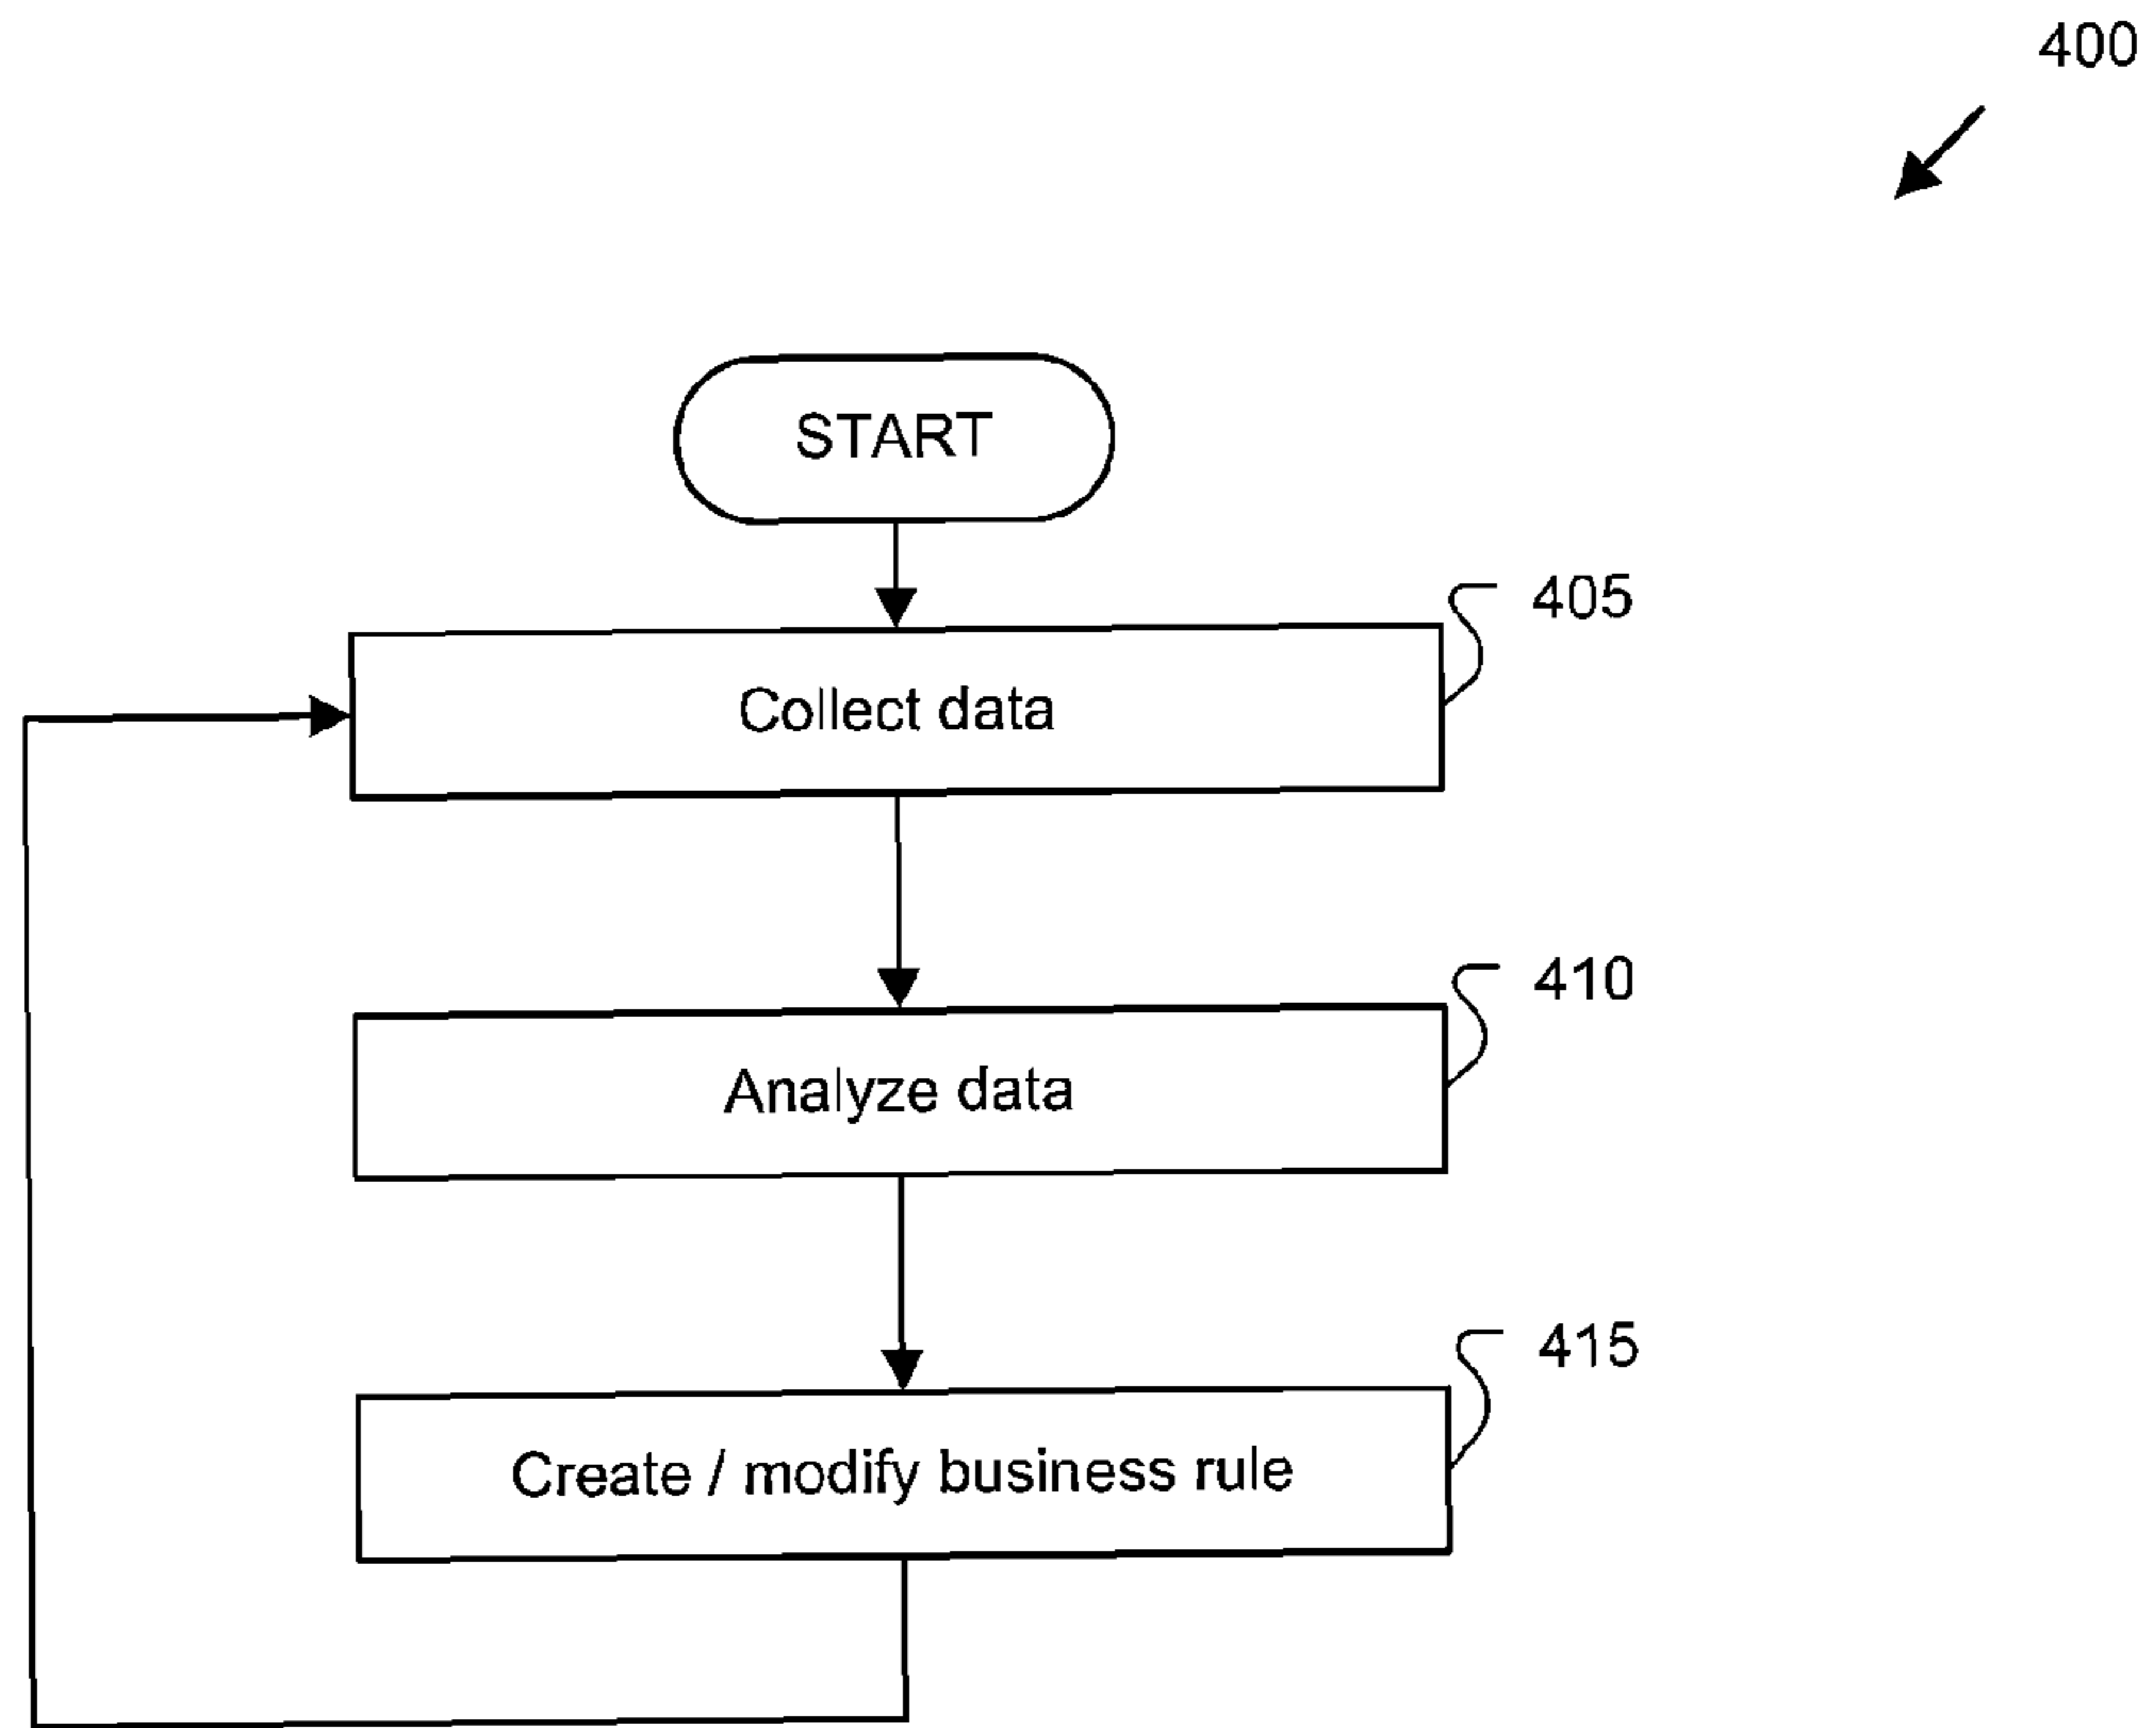 400
START
405
Collect data
410
Analyze data
415
Create / modify business rule